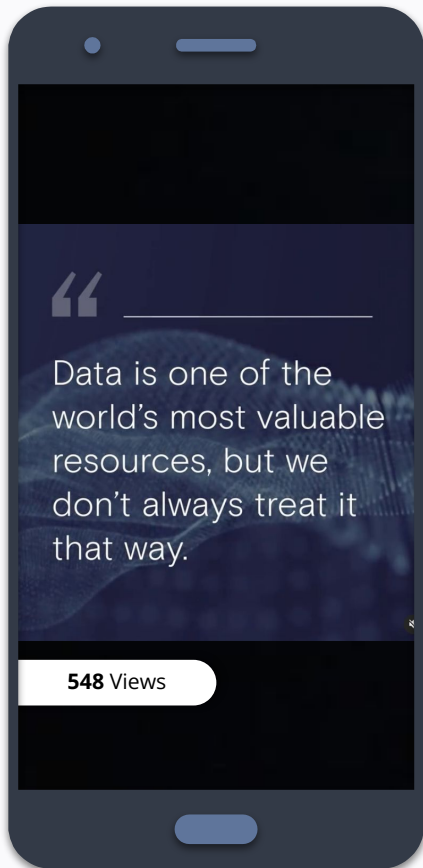 “
Data is one of the
world’s most valuable
resources, but we
don’t always treat it
that way.
548 Views